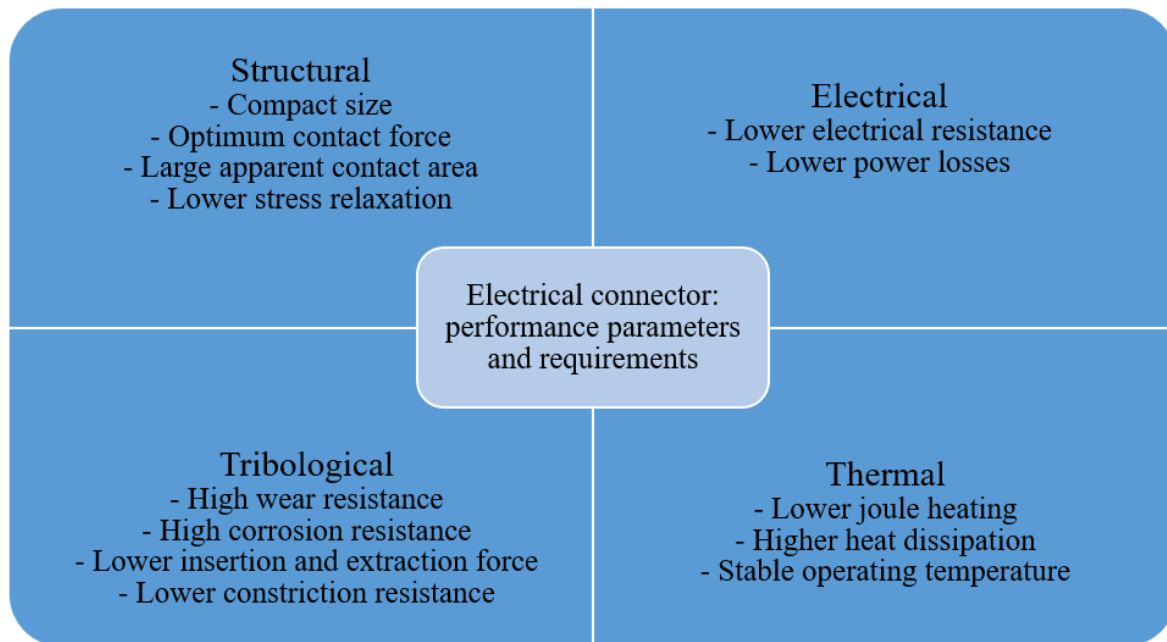 Structural
- Compact size
- Optimum contact force
- Large apparent contact area
- Lower stress relaxation
Electrical
- Lower electrical resistance
- Lower power losses
Electrical connector:
performance parameters
and requirements
Tribological
- High wear resistance
- High corrosion resistance
- Lower insertion and extraction force
- Lower constriction resistance
Thermal
- Lower joule heating
- Higher heat dissipation
- Stable operating temperature